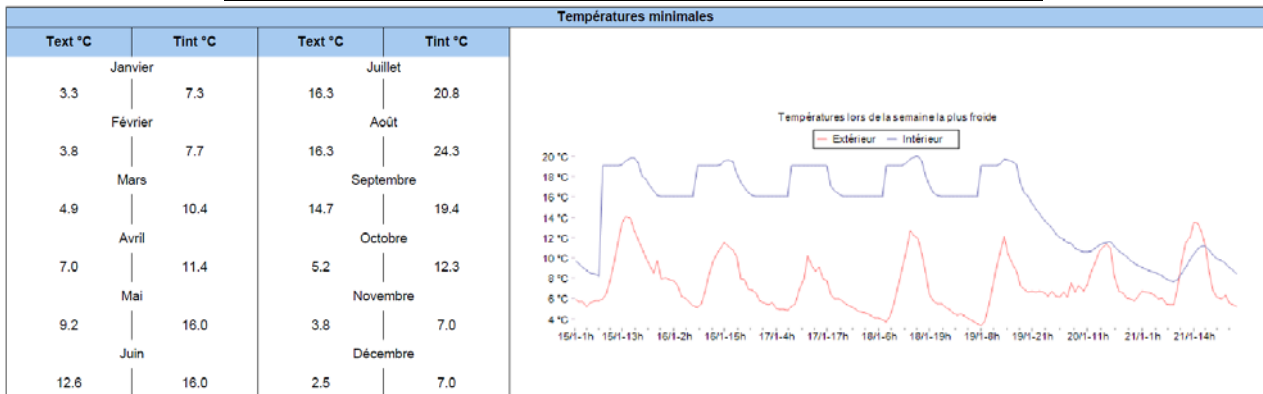 Températures minimales
Text °C Tint °C Text °C Tint °C
Janvier Juillet
3.3 7.3 16.3 20.8
Février Août
3.8 7.7 16.3 24.3
Mars Septembre
4.9 10.4 14.7 19.4
Avril Octobre
7.0 11.4 5.2 12.3
Mai Novembre
9.2 16.0 3.8 7.0
Juin Décembre
12.6 16.0 2.5 7.0
Températures lors de la semaine la plus froide
Extérieur Intérieur
20 °C
18 °C
16 °C
14 °C
12 °C
10 °C
8 °C
6 °C
4 °C
15/1-1h 15/1-13h 16/1-2h 16/1-15h 17/1-4h 17/1-17h 18/1-6h 18/1-19h 19/1-8h 19/1-21h 20/1-11h 21/1-1h 21/1-14h